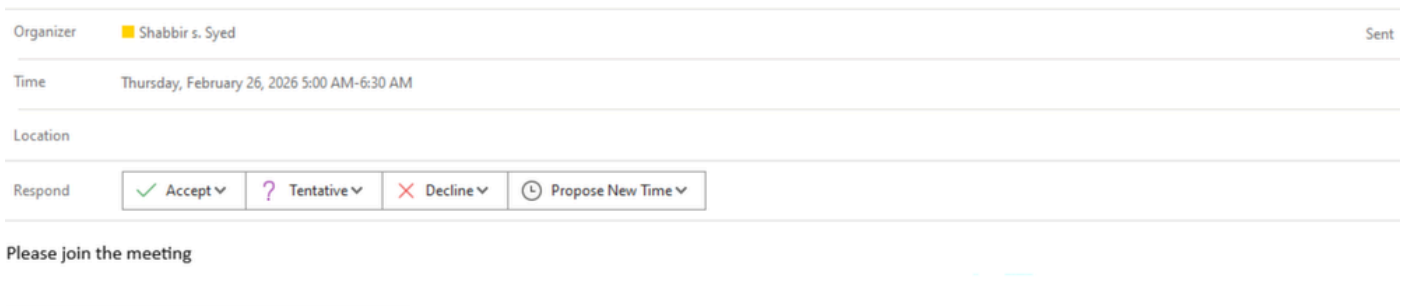 Organizer Shabbir s. Syed Sent
Time Thursday, February 26, 2026 5:00 AM-6:30 AM
Location
Respond Accept ? Tentative Decline Propose New Time
Please join the meeting